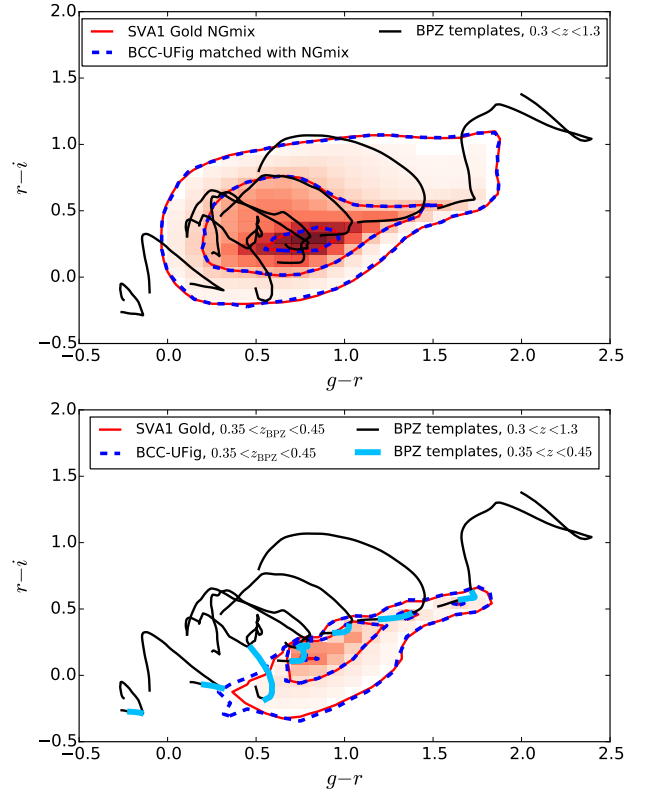 2.0
1.5
1.0
0.5
0.0
−0.5
r−i
SVA1 Gold NGmix
BCC-UFig matched with NGmix
BPZ templates, 0.3<z<1.3
−0.5 0.0 0.5 1.0 1.5 2.0 2.5
g−r
2.0
1.5
1.0
0.5
0.0
−0.5
r−i
SVA1 Gold, 0.35<z_BPZ<0.45
BCC-UFig, 0.35<z_BPZ<0.45
BPZ templates, 0.3<z<1.3
BPZ templates, 0.35<z<0.45
−0.5 0.0 0.5 1.0 1.5 2.0 2.5
g−r